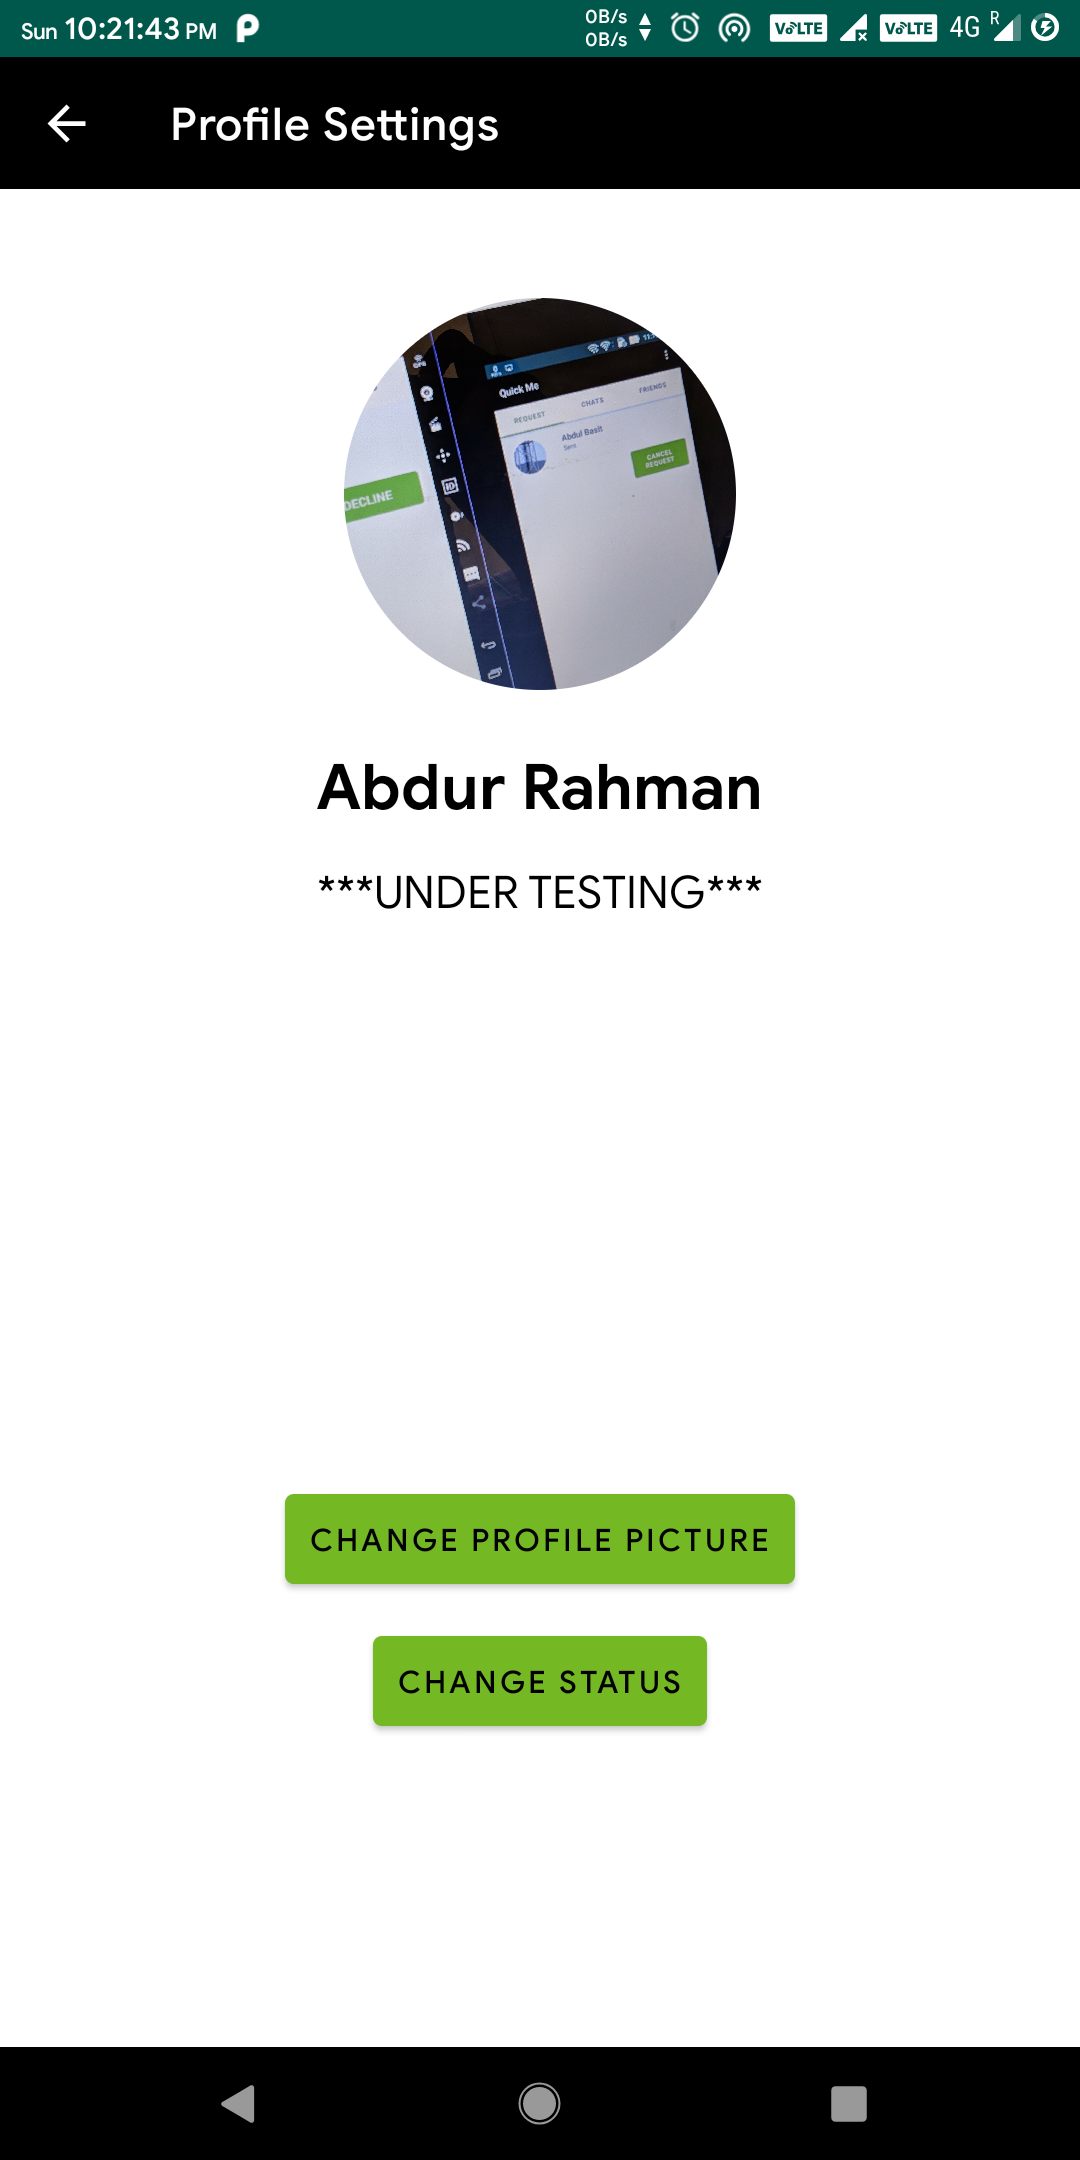 Sun 10:21:43 PM
0B/s
0B/s
VoLTE
VoLTE
4G
R
Profile Settings
Quick Me
REQUEST
CHATS
FRIENDS
Abdul Basit
Sent
CANCEL
REQUEST
DECLINE
Abdur Rahman
***UNDER TESTING***
CHANGE PROFILE PICTURE
CHANGE STATUS